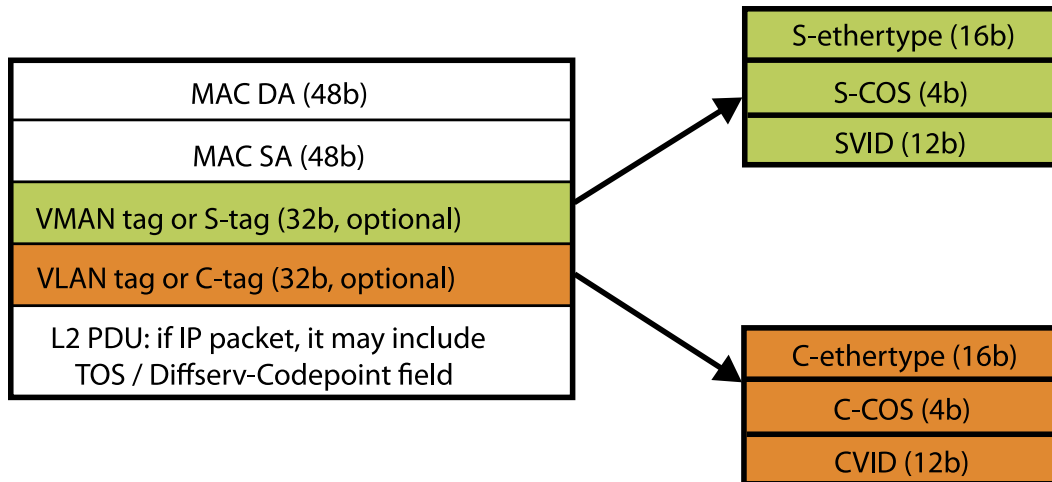 MAC DA (48b)
MAC SA (48b)
VMAN tag or S-tag (32b, optional)
VLAN tag or C-tag (32b, optional)
L2 PDU: if IP packet, it may include
TOS / Diffserv-Codepoint field
S-ethertype (16b)
S-COS (4b)
SVID (12b)
C-ethertype (16b)
C-COS (4b)
CVID (12b)